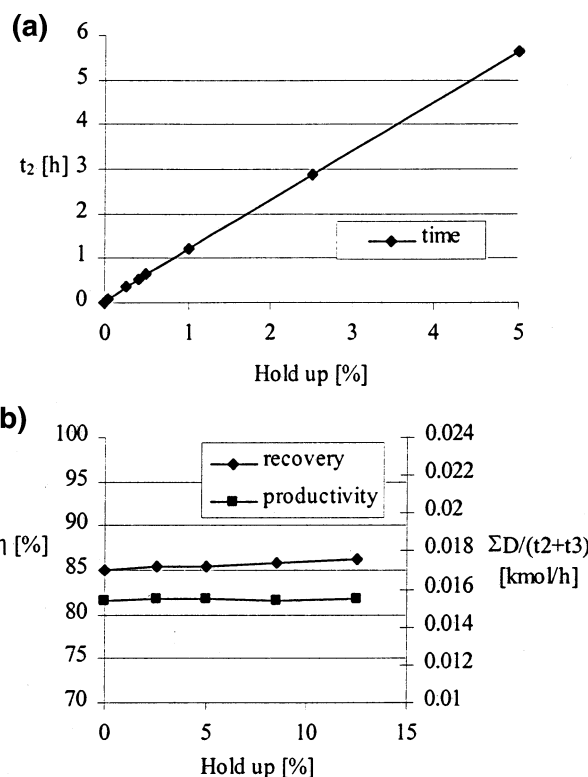 (a)
6
5
4
t₂ [h] 3
2
1
0
time
0 1 2 3 4 5
Hold up [%]
b)
100
95
90
η [%] 85
80
75
70
recovery
productivity
0.024
0.022
0.02
0.018
ΣD/(t2+t3)
0.016
[kmol/h]
0.014
0.012
0.01
0 5 10 15
Hold up [%]